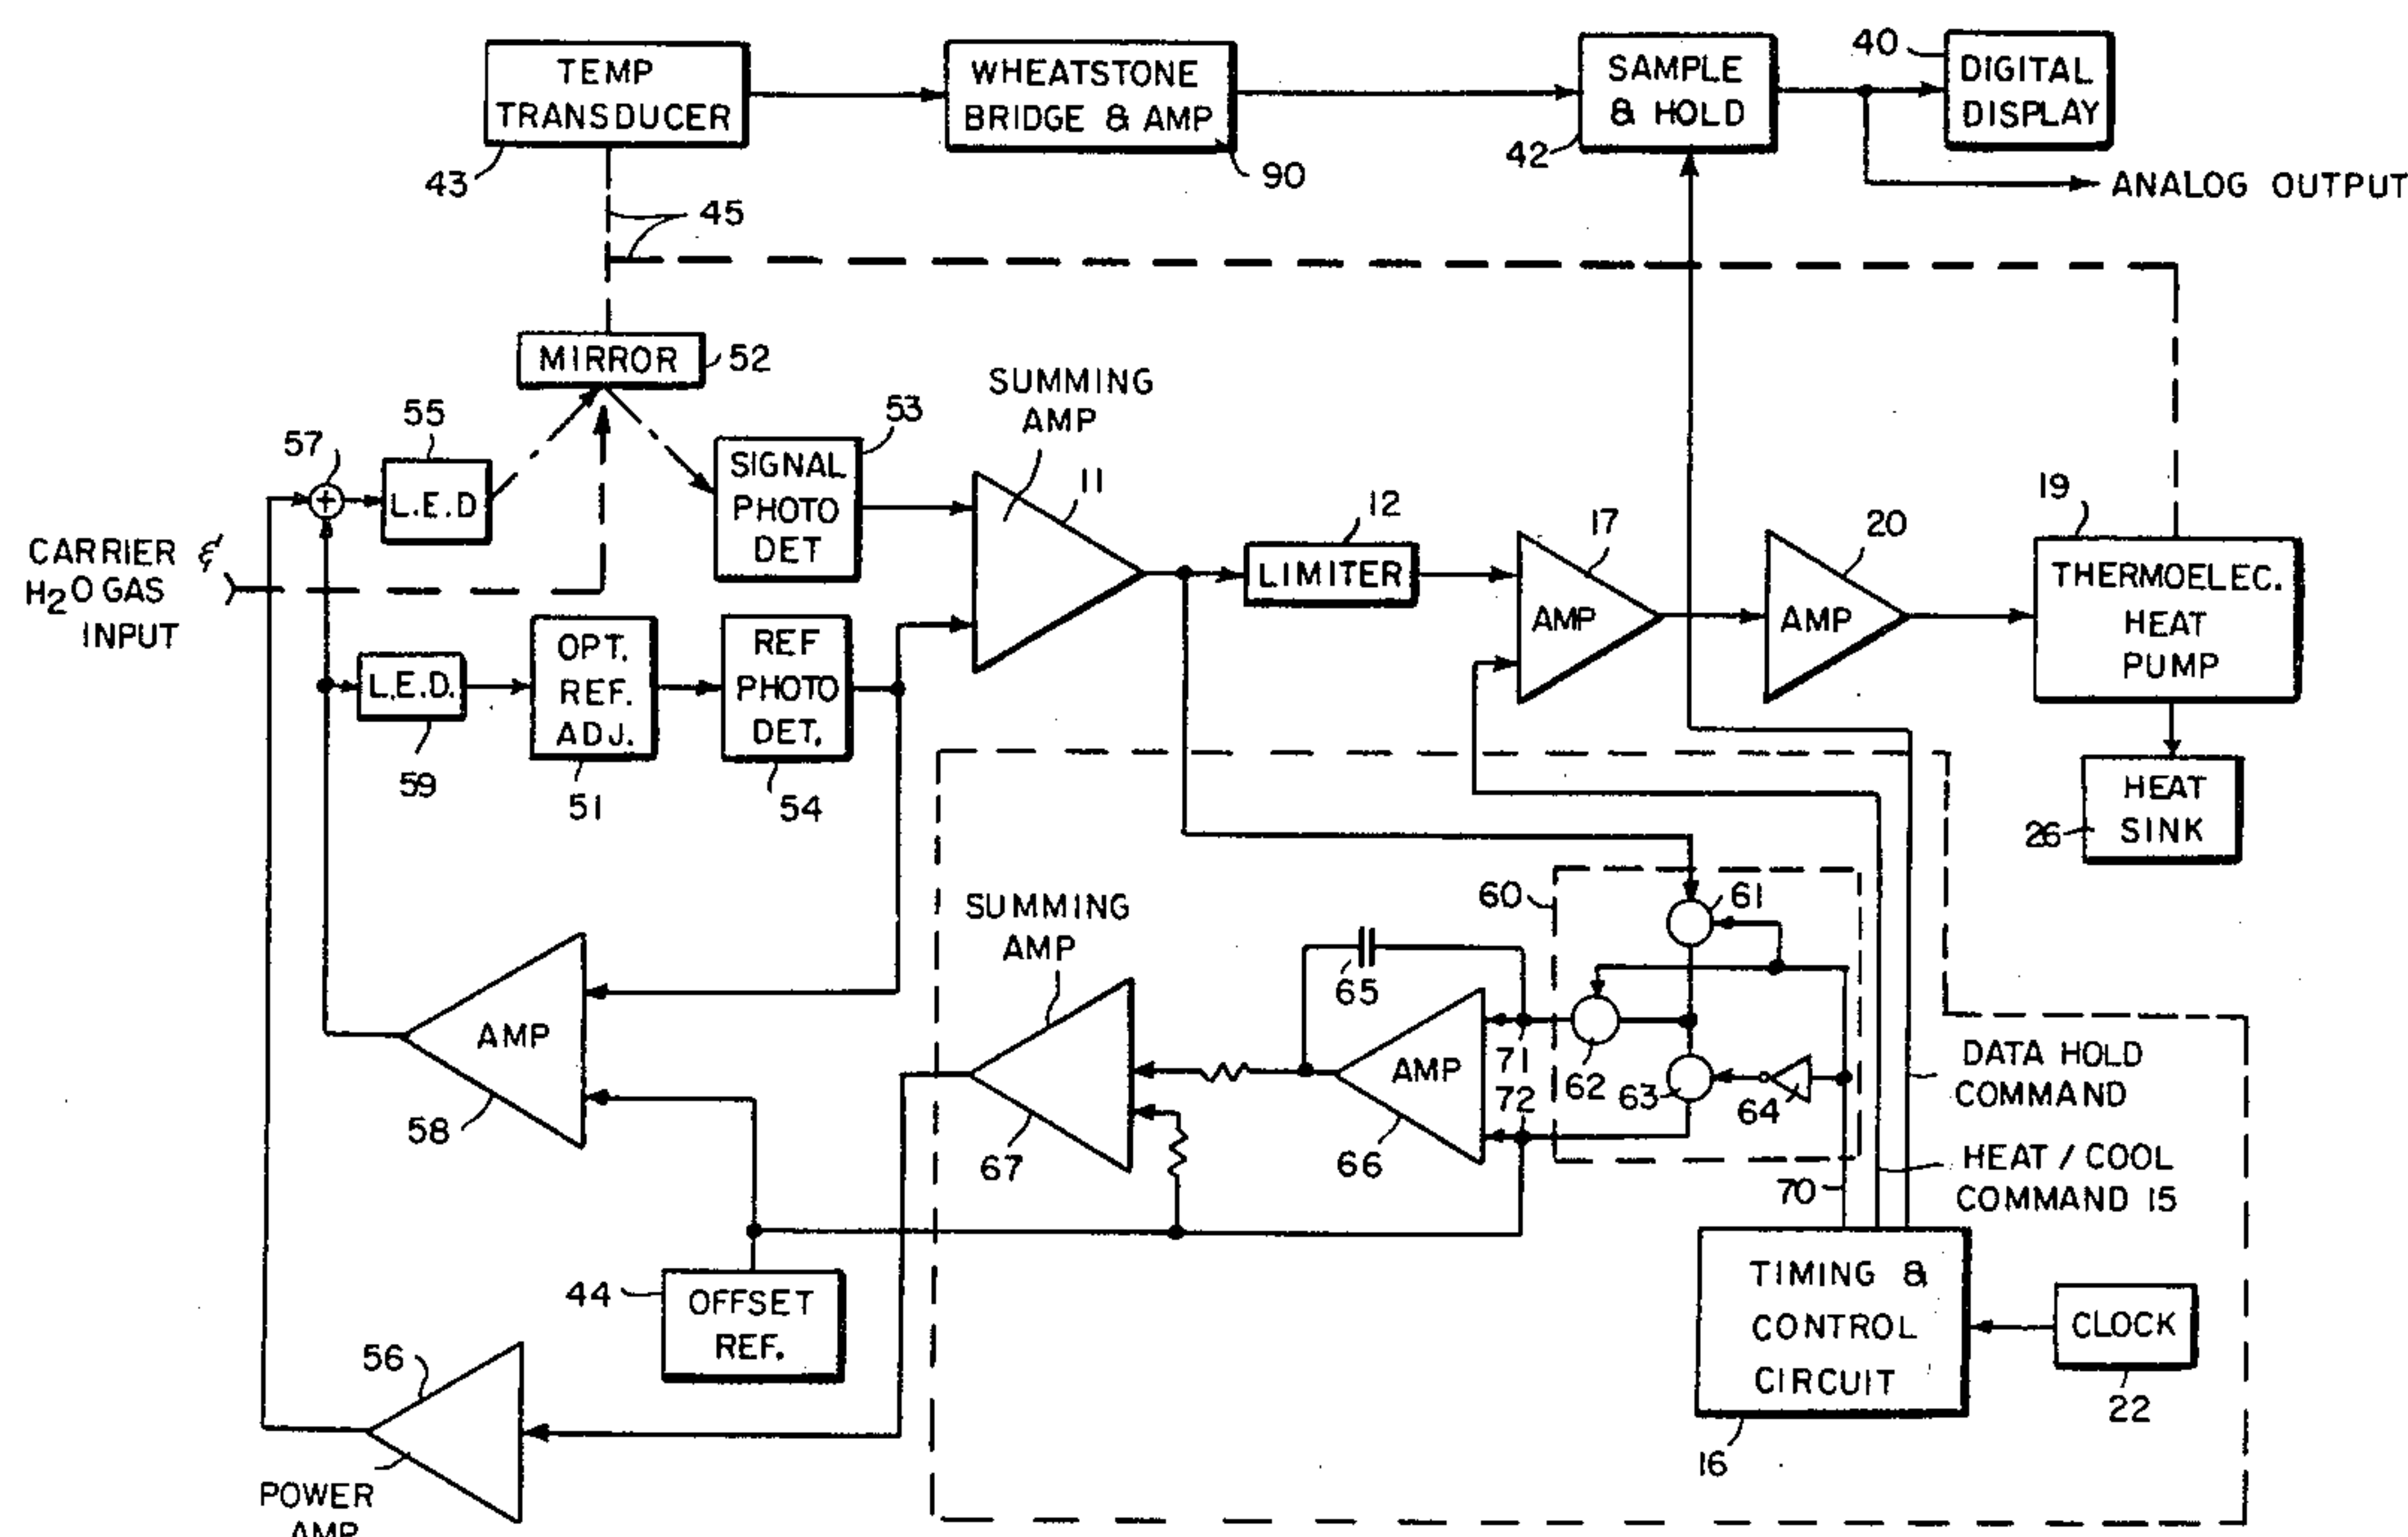 TEMP
TRANSDUCER
43
WHEATSTONE
BRIDGE & AMP
90
SAMPLE
& HOLD
42
40
DIGITAL
DISPLAY
ANALOG OUTPUT
45
MIRROR
52
SUMMING
AMP
11
55
57
L.E.D
53
SIGNAL
PHOTO
DET
12
LIMITER
17
AMP
20
AMP
19
THERMOELEC.
HEAT
PUMP
CARRIER &
H2O GAS
INPUT
L.E.D.
59
OPT.
REF.
ADJ.
51
REF
PHOTO
DET.
54
HEAT
SINK
26
SUMMING
AMP
67
AMP
58
65
AMP
66
60
61
62
63
64
71
72
70
DATA HOLD
COMMAND
HEAT / COOL
COMMAND 15
44
OFFSET
REF.
TIMING &
CONTROL
CIRCUIT
16
CLOCK
22
56
POWER
AMP